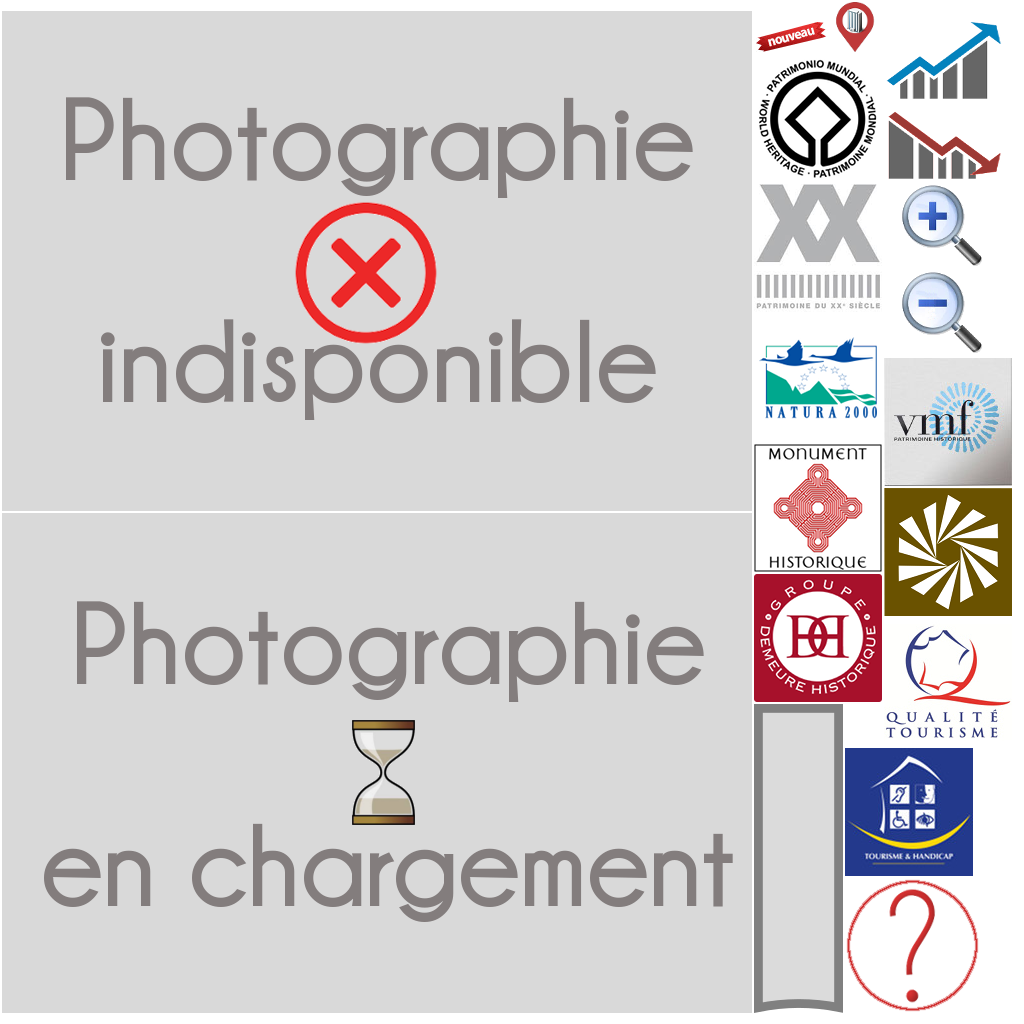 Photographie
indisponible
Photographie
en chargement
nouveau
· PATRIMONIO MUNDIAL · WORLD HERITAGE · PATRIMOINE MONDIAL
XX
PATRIMOINE DU XXᵉ SIÈCLE
NATURA 2000
vmf
PATRIMOINE HISTORIQUE
MONUMENT
HISTORIQUE
GROUPE
• DEMEURE HISTORIQUE •
QUALITÉ
TOURISME
TOURISME & HANDICAP
?